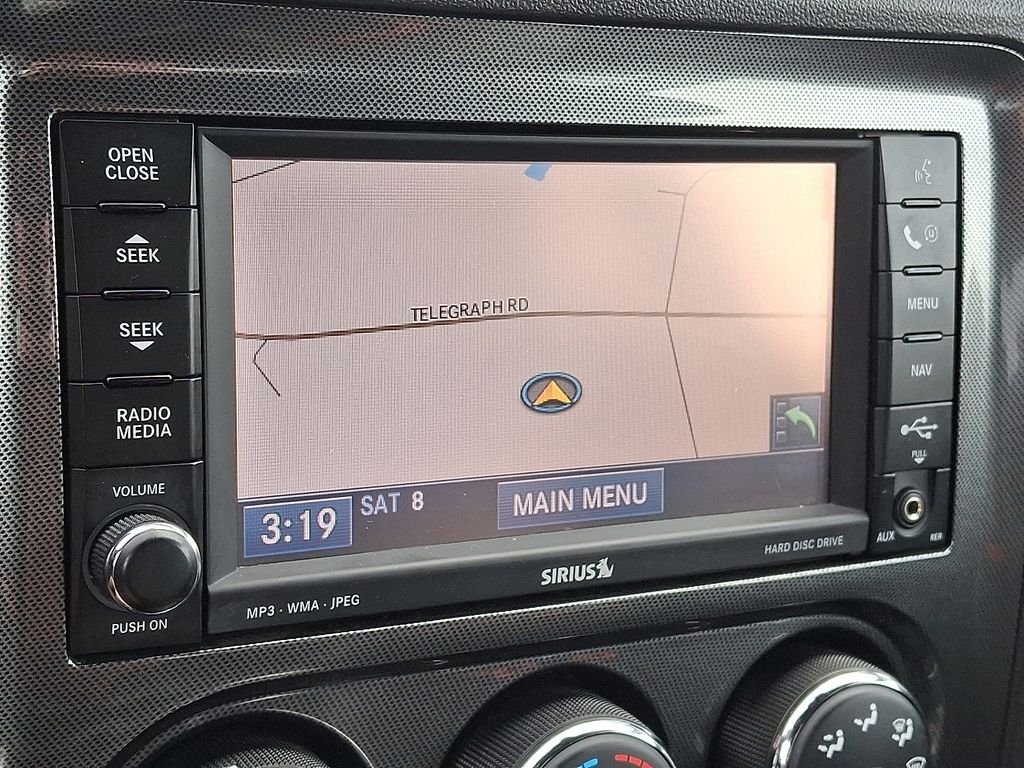 OPEN
CLOSE
SEEK
SEEK
RADIO
MEDIA
VOLUME
PUSH ON
TELEGRAPH RD
3:19
SAT 8
MAIN MENU
SIRIUS
MP3 · WMA · JPEG
HARD DISC DRIVE
MENU
NAV
PULL
AUX
RER